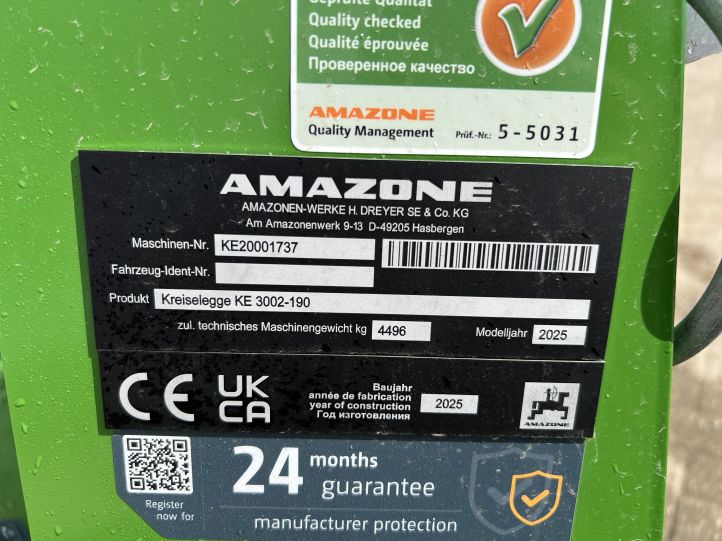 Geprüfte Qualität
Quality checked
Qualité éprouvée
Проверенное качество
AMAZONE
Quality Management
Prüf.-Nr.: 5-5031
AMAZONE
AMAZONEN-WERKE H. DREYER SE & Co. KG
Am Amazonenwerk 9-13 D-49205 Hasbergen
Maschinen-Nr. KE20001737
Fahrzeug-Ident-Nr.
Produkt Kreiselegge KE 3002-190
zul. technisches Maschinengewicht kg 4496 Modelljahr 2025
CE UK CA
Baujahr
année de fabrication
year of construction
Год изготовления
2025
AMAZONE
24 months
guarantee
manufacturer protection
Register
now for